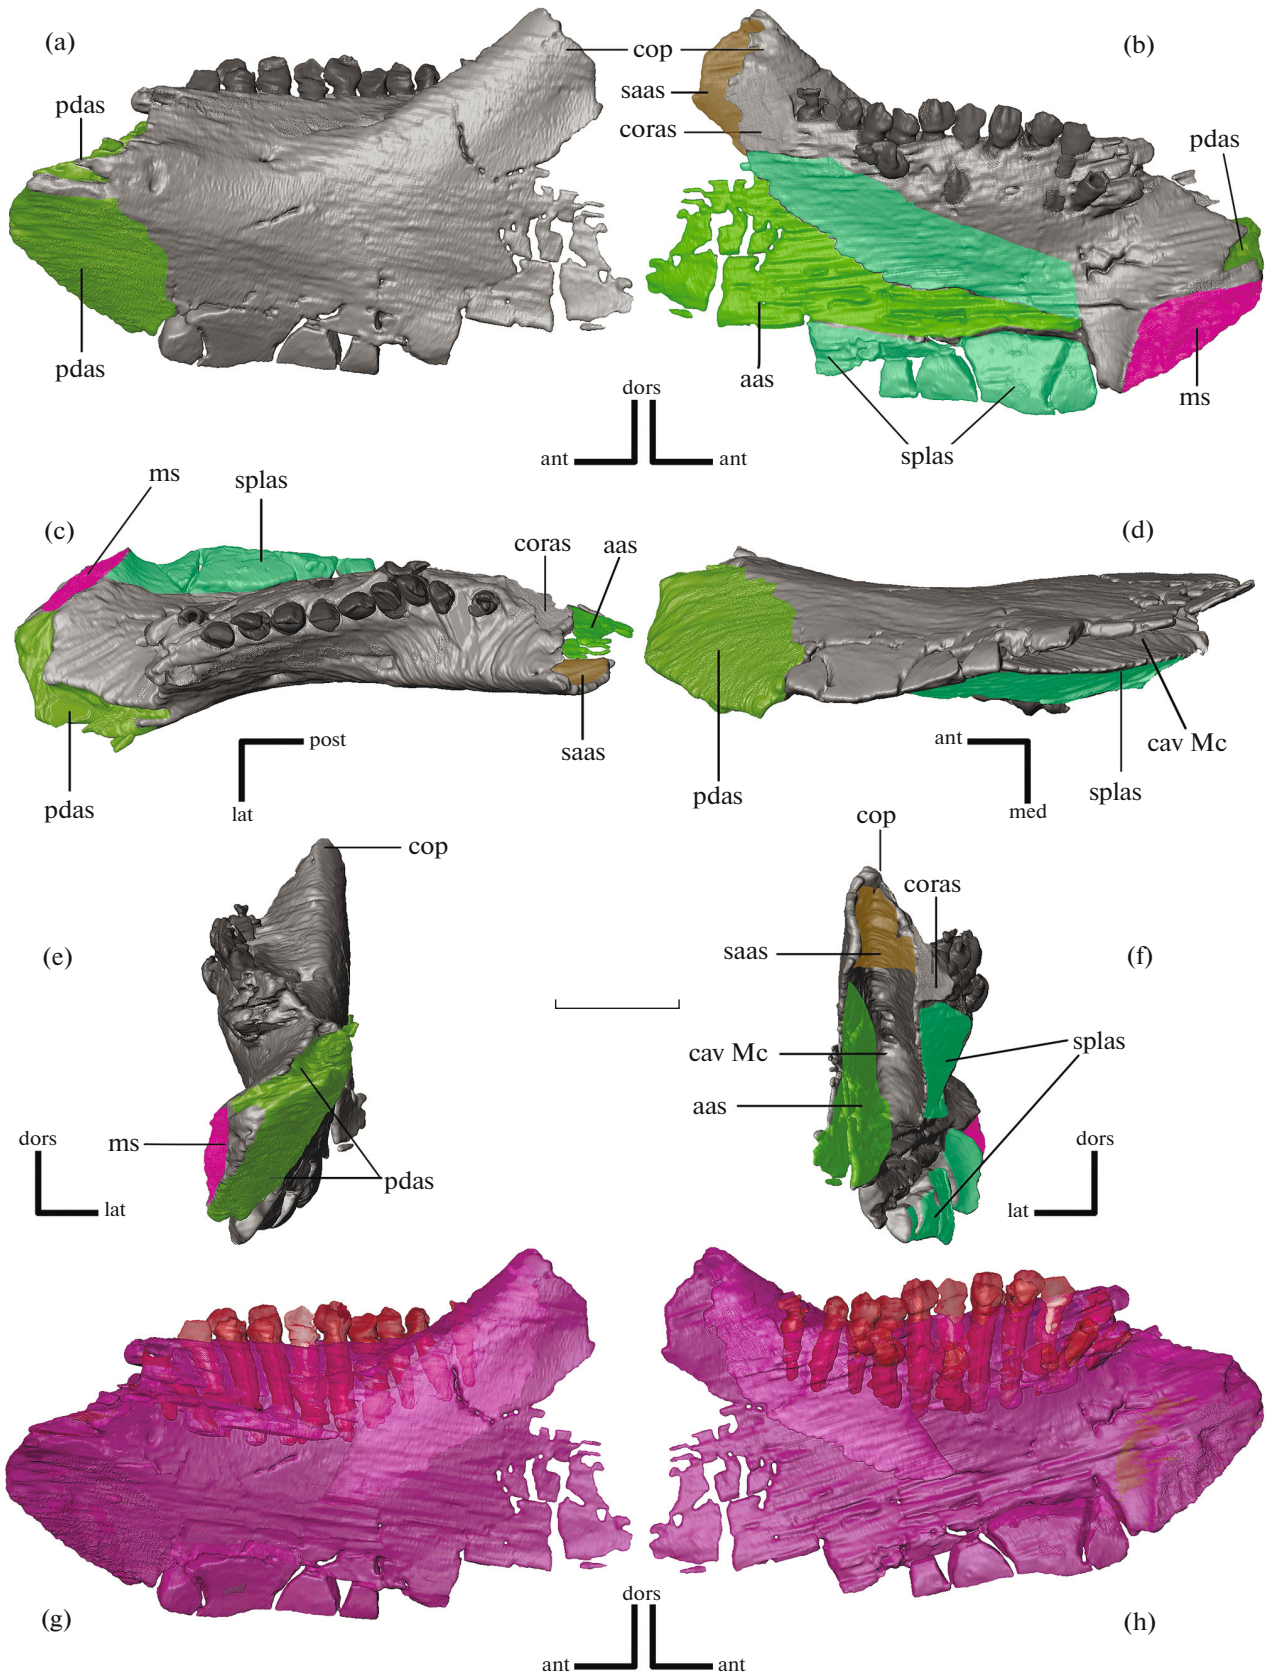 (a)
cop
(b)
saas
pdas
coras
pdas
pdas
aas
ms
dors
splas
ant
ant
ms
splas
(c)
coras
aas
(d)
post
ant
cav Mc
saas
pdas
lat
pdas
splas
med
cop
cop
coras
(e)
saas
(f)
splas
cav Mc
aas
dors
ms
dors
pdas
lat
lat
(g)
dors
(h)
ant
ant